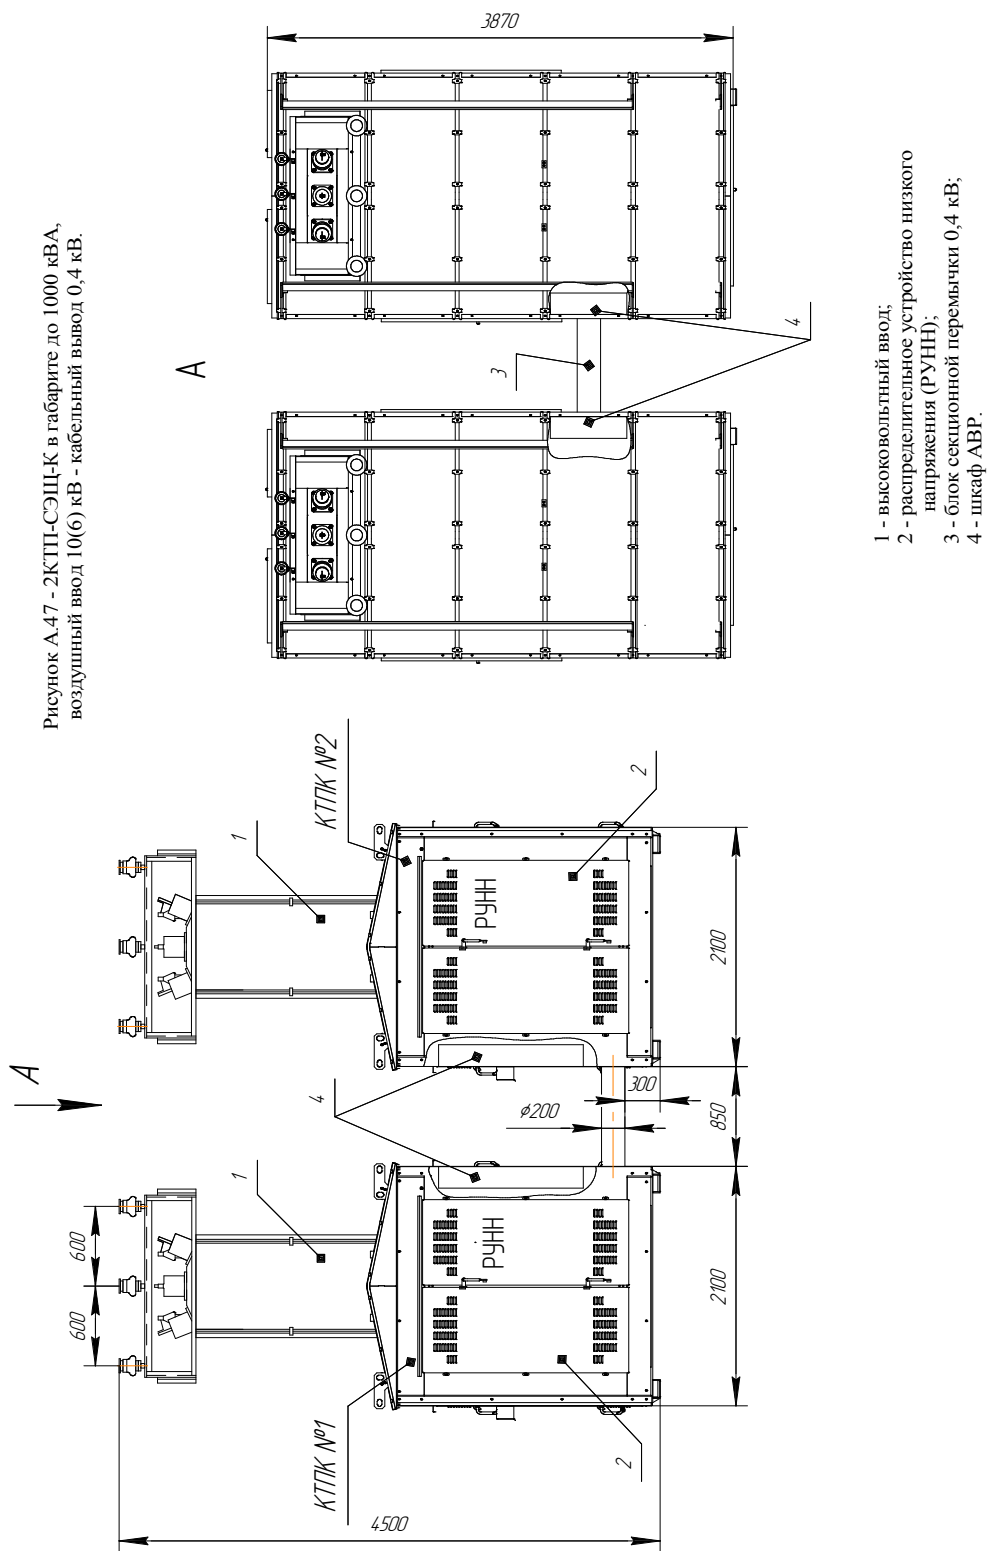 Рисунок А.47 - 2КТП-СЭЩ-К в габарите до 1000 кВА,
воздушный ввод 10(6) кВ - кабельный вывод 0,4 кВ.
А
600
600
4500
1
1
КТПК №1
КТПК №2
РУНН
РУНН
4
2
2
⌀200
300
2100
850
2100
А
3870
3
4
1 - высоковольтный ввод;
2 - распределительное устройство низкого
напряжения (РУНН);
3 - блок секционной перемычки 0,4 кВ;
4 - шкаф АВР.